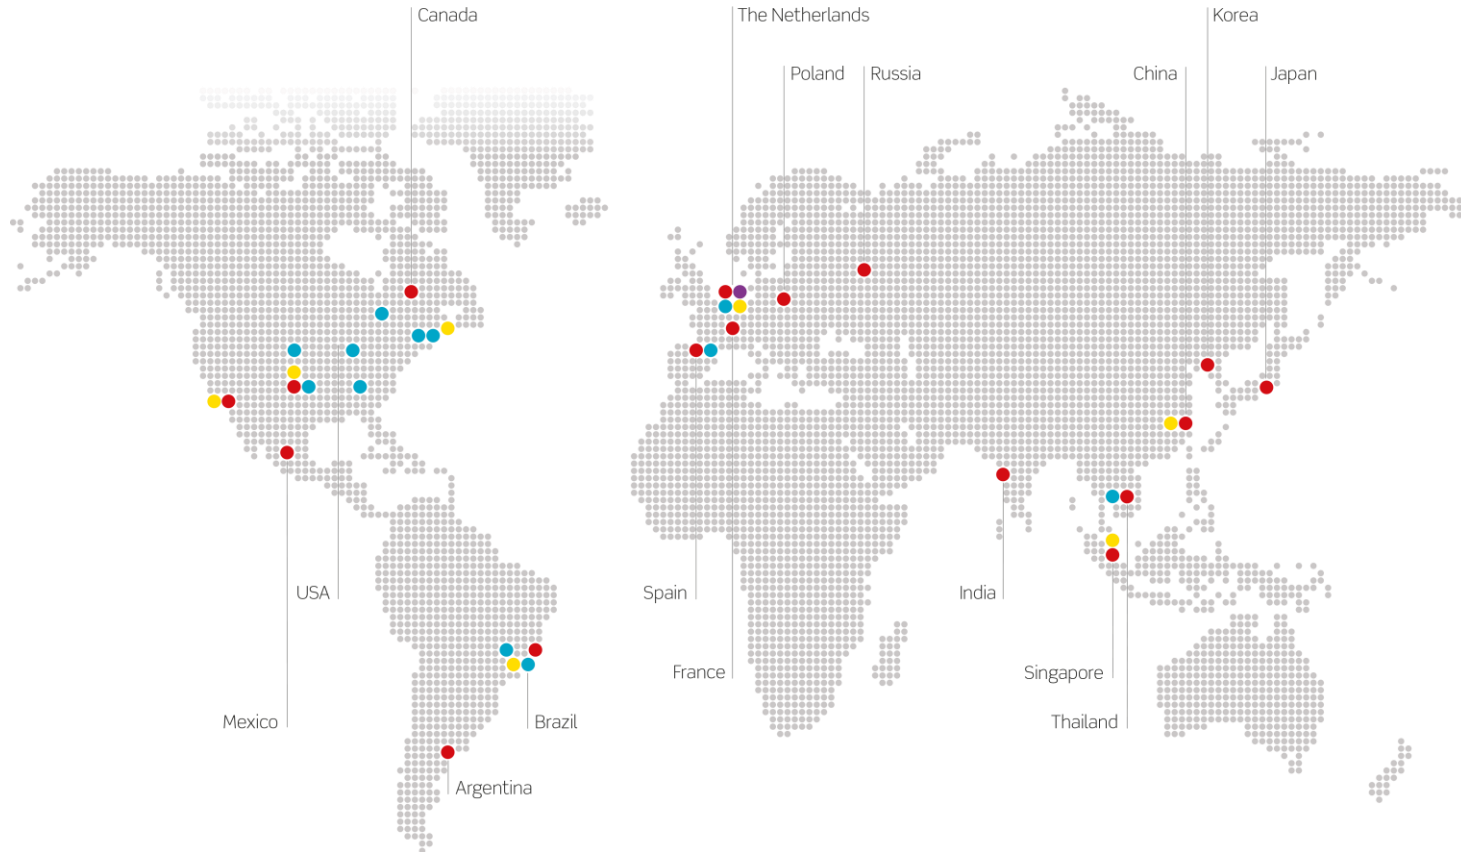 Canada
The Netherlands
Korea
Poland
Russia
China
Japan
USA
Spain
India
France
Singapore
Mexico
Brazil
Thailand
Argentina